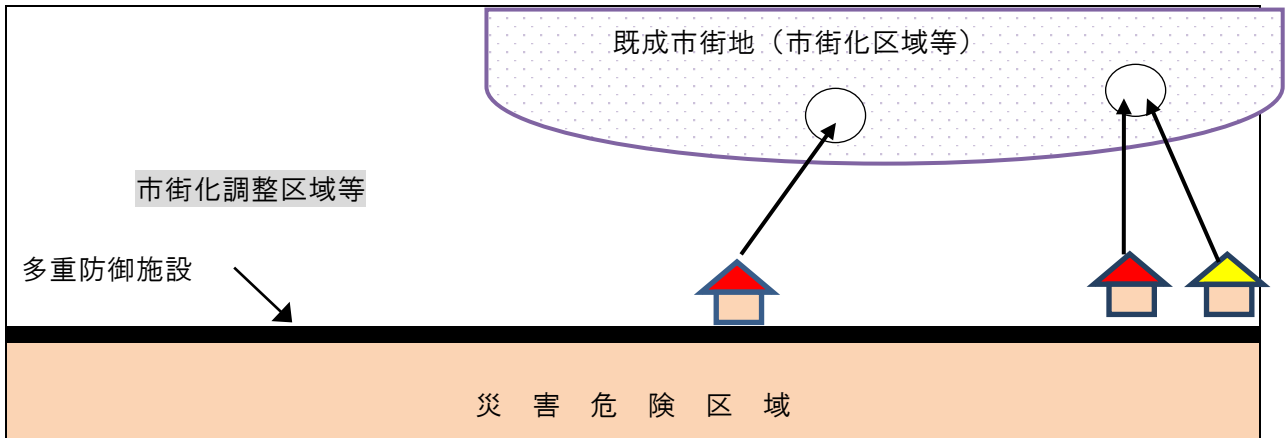 既成市街地（市街化区域等）
市街化調整区域等
多重防御施設
災害危険区域